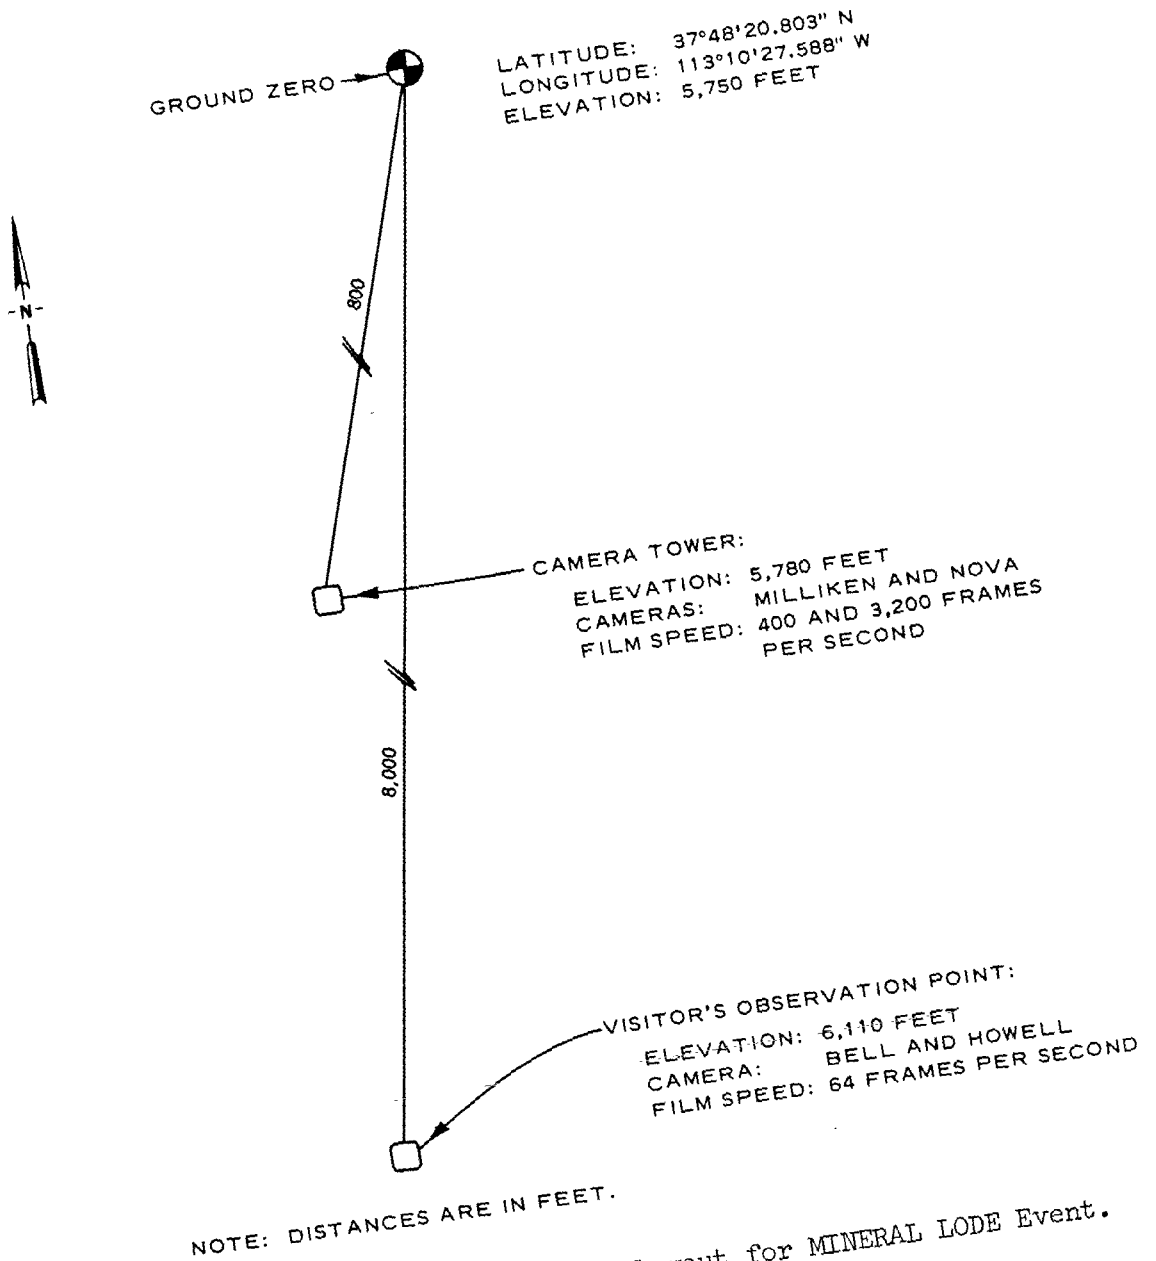 LATITUDE: 37°48'20.803" N
LONGITUDE: 113°10'27.588" W
ELEVATION: 5,750 FEET
GROUND ZERO
800
-N-
CAMERA TOWER:
ELEVATION: 5,780 FEET
CAMERAS: MILLIKEN AND NOVA
FILM SPEED: 400 AND 3,200 FRAMES
PER SECOND
8,000
VISITOR'S OBSERVATION POINT:
ELEVATION: 6,110 FEET
CAMERA: BELL AND HOWELL
FILM SPEED: 64 FRAMES PER SECOND
NOTE: DISTANCES ARE IN FEET.
for MINERAL LODE Event.